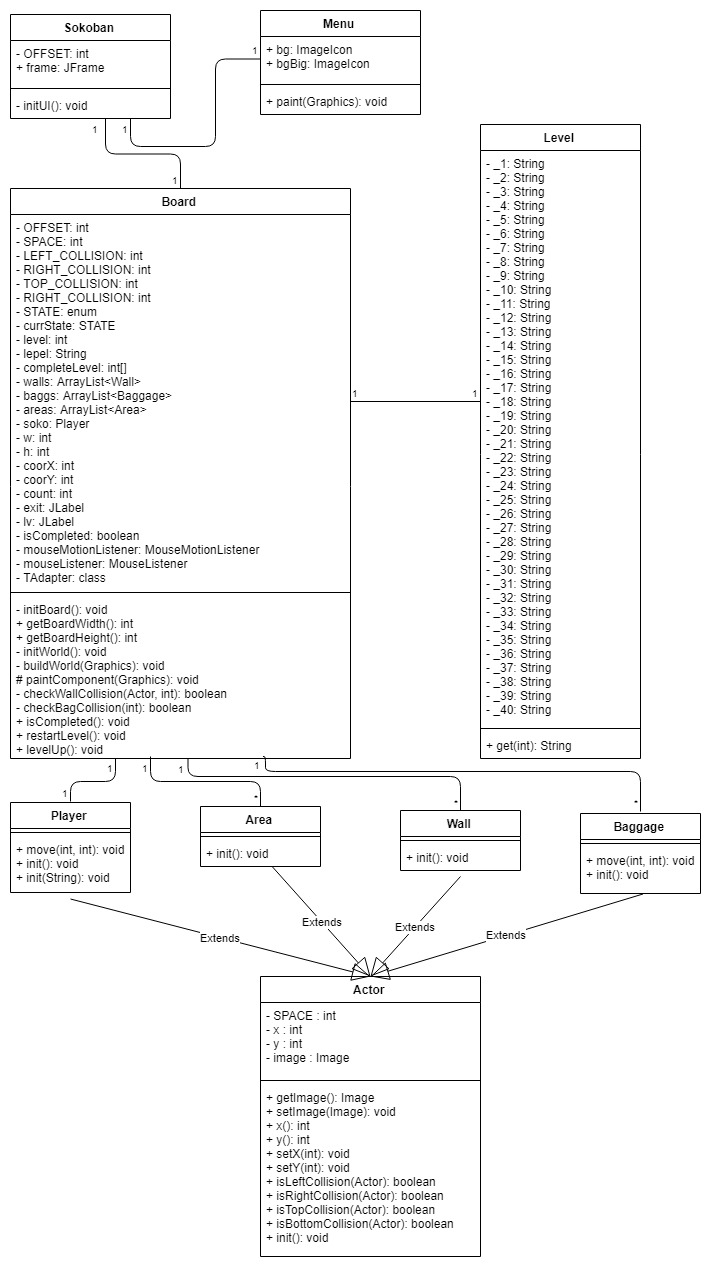 Sokoban
- OFFSET: int
+ frame: JFrame
- initUI(): void
Menu
+ bg: ImageIcon
+ bgBig: ImageIcon
+ paint(Graphics): void
1
1
1
1
Level
- _1: String
- _2: String
- _3: String
- _4: String
- _5: String
- _6: String
- _7: String
- _8: String
- _9: String
- _10: String
- _11: String
- _12: String
- _13: String
- _14: String
- _15: String
- _16: String
- _17: String
- _18: String
- _19: String
- _20: String
- _21: String
- _22: String
- _23: String
- _24: String
- _25: String
- _26: String
- _27: String
- _28: String
- _29: String
- _30: String
- _31: String
- _32: String
- _33: String
- _34: String
- _35: String
- _36: String
- _37: String
- _38: String
- _39: String
- _40: String
+ get(int): String
Board
- OFFSET: int
- SPACE: int
- LEFT_COLLISION: int
- RIGHT_COLLISION: int
- TOP_COLLISION: int
- RIGHT_COLLISION: int
- STATE: enum
- currState: STATE
- level: int
- lepel: String
- completeLevel: int[]
- walls: ArrayList<Wall>
- baggs: ArrayList<Baggage>
- areas: ArrayList<Area>
- soko: Player
- w: int
- h: int
- coorX: int
- coorY: int
- count: int
- exit: JLabel
- lv: JLabel
- isCompleted: boolean
- mouseMotionListener: MouseMotionListener
- mouseListener: MouseListener
- TAdapter: class
- initBoard(): void
+ getBoardWidth(): int
+ getBoardHeight(): int
- initWorld(): void
- buildWorld(Graphics): void
# paintComponent(Graphics): void
- checkWallCollision(Actor, int): boolean
- checkBagCollision(int): boolean
+ isCompleted(): void
+ restartLevel(): void
+ levelUp(): void
1
1
1
1
1
1
1
*
*
*
Player
+ move(int, int): void
+ init(): void
+ init(String): void
Area
+ init(): void
Wall
+ init(): void
Baggage
+ move(int, int): void
+ init(): void
Extends
Extends
Extends
Extends
Actor
- SPACE : int
- x : int
- y : int
- image : Image
+ getImage(): Image
+ setImage(Image): void
+ x(): int
+ y(): int
+ setX(int): void
+ setY(int): void
+ isLeftCollision(Actor): boolean
+ isRightCollision(Actor): boolean
+ isTopCollision(Actor): boolean
+ isBottomCollision(Actor): boolean
+ init(): void